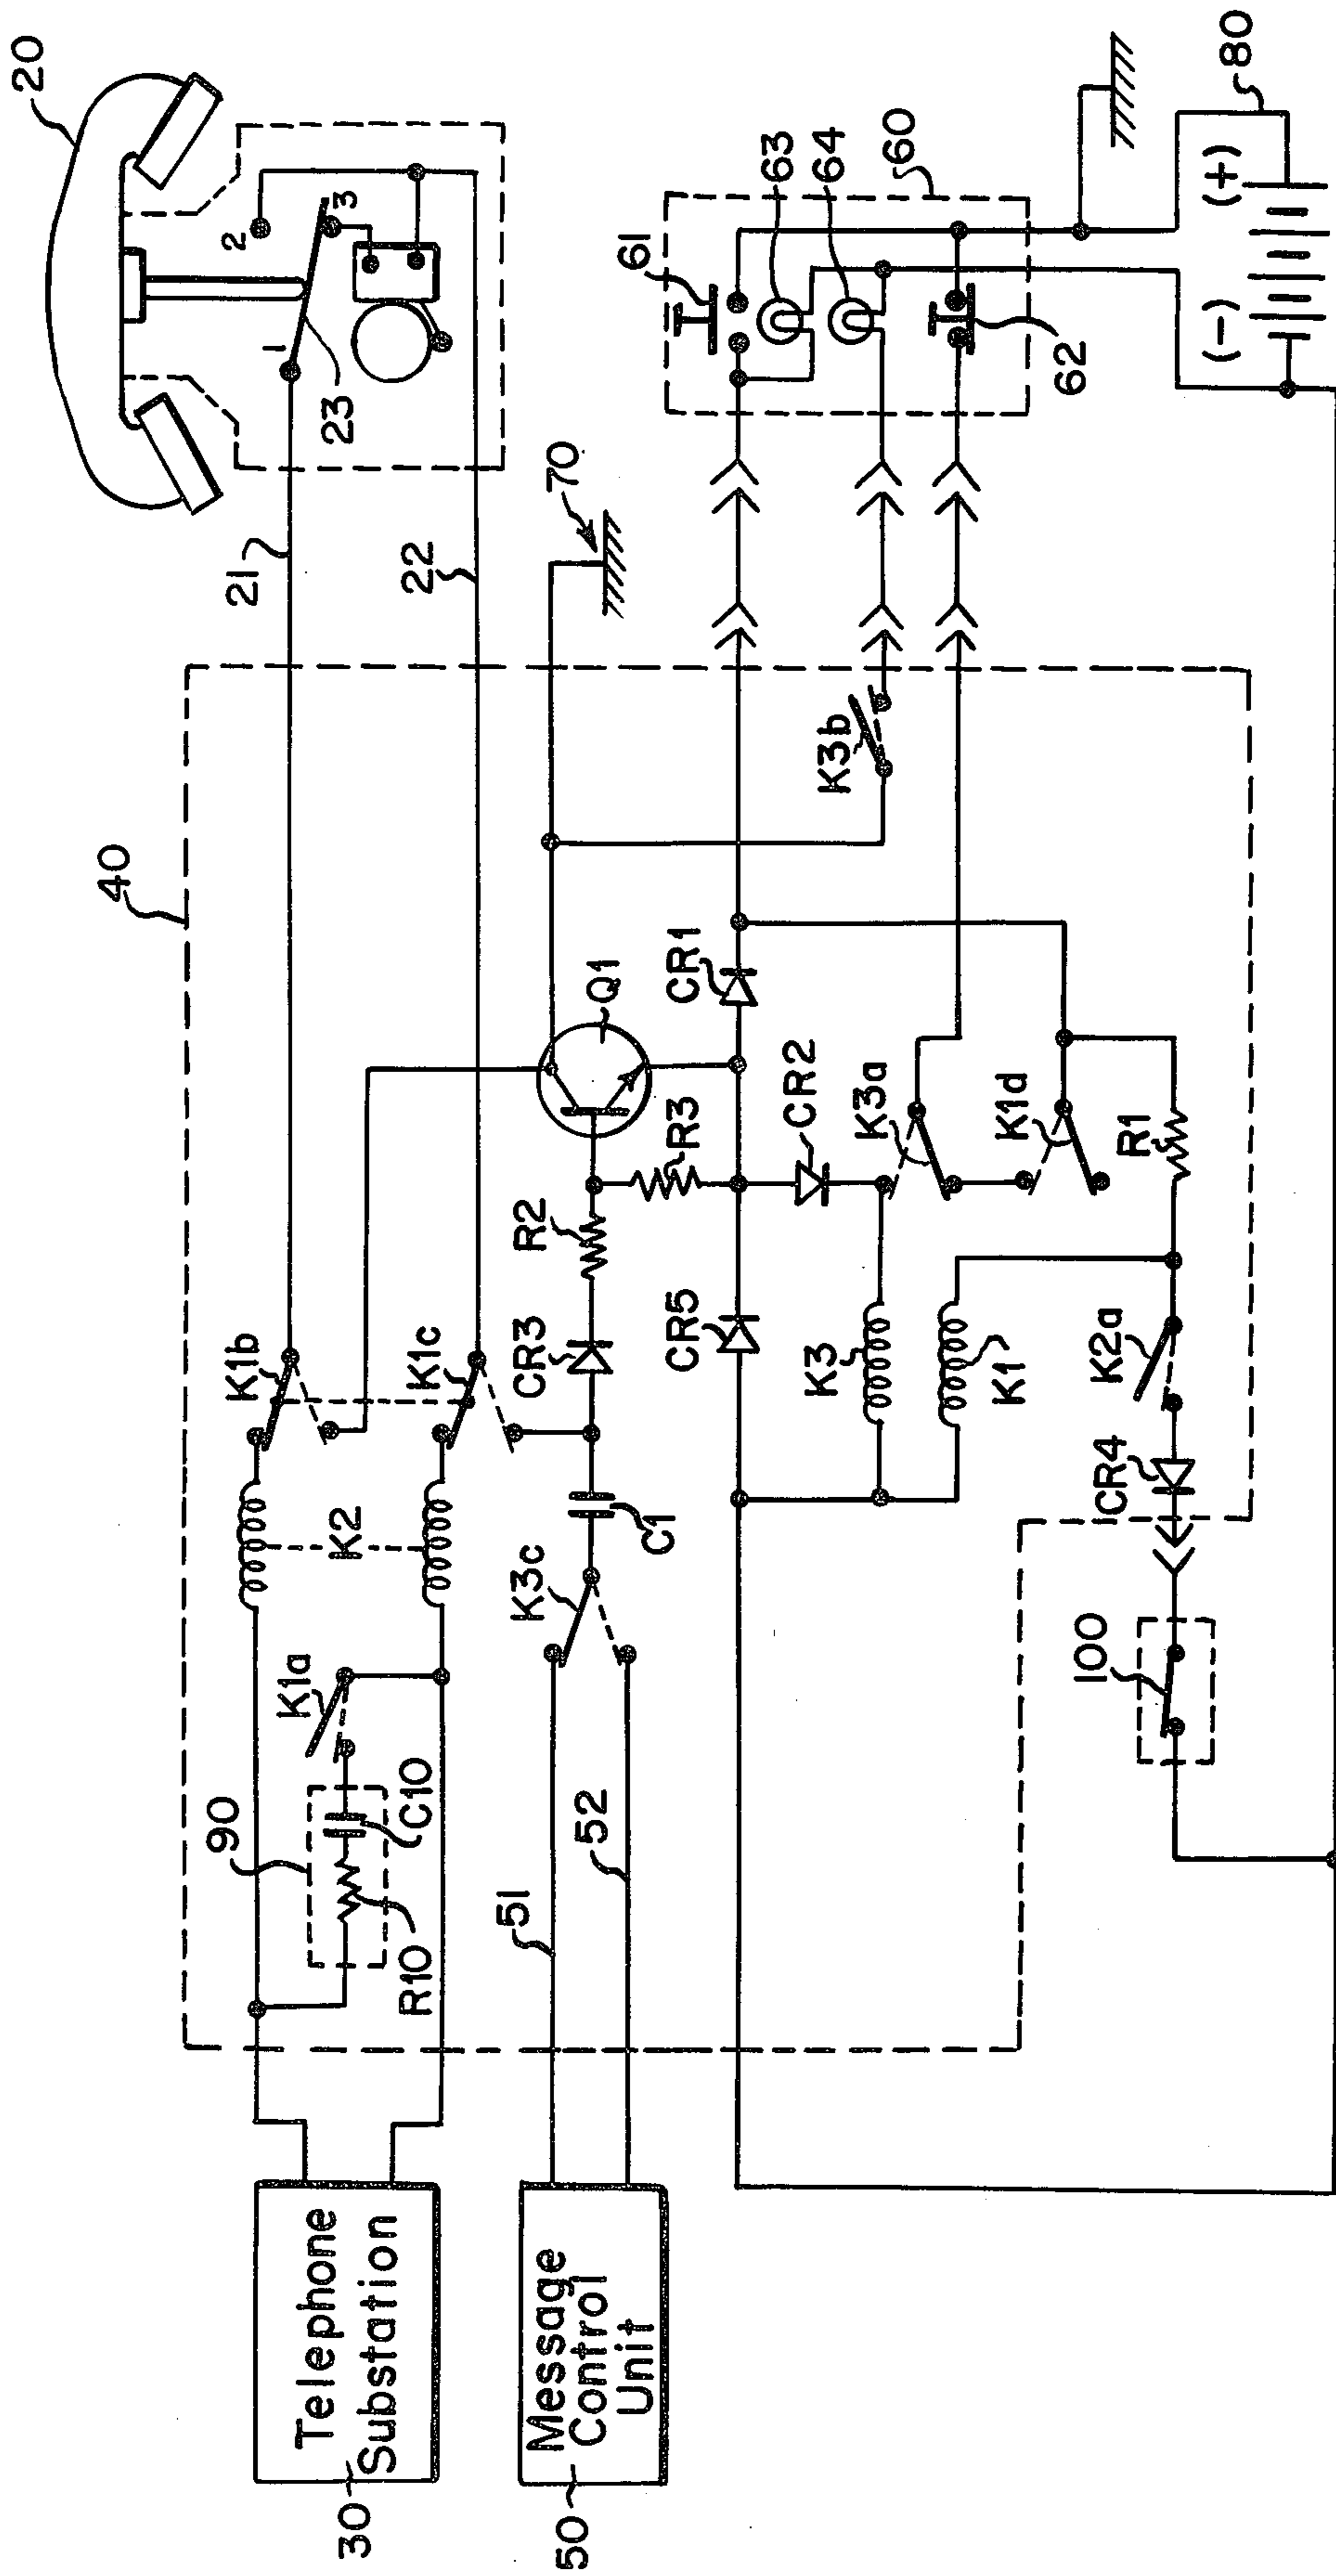 20
2
1
3
23
21
22
40
70
61
63
64
60
62
(-)
(+)
80
K1b
K1c
K2
K1a
90
C10
R10
Telephone
Substation
30
Message
Control
Unit
50
51
52
K3c
C1
CR3
R2
R3
Q1
CR1
CR2
CR5
K3a
K3b
K1d
K3
K1
R1
K2a
CR4
100